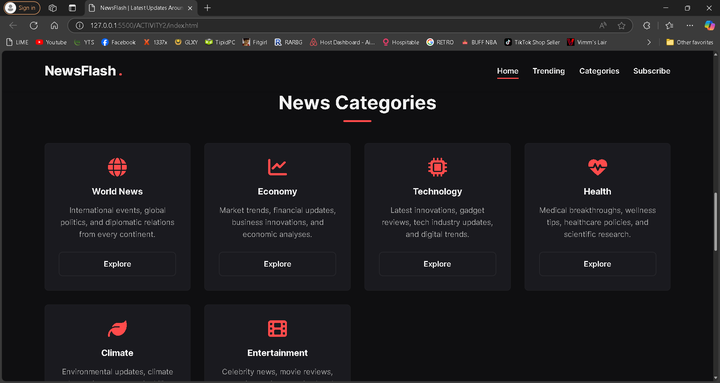 Sign in
NewsFlash | Latest Updates Arour
127.0.0.1:5500/ACTIVITY2/index.html
LIME Youtube YTS Facebook 1337x GLXY TipidPC Fitgirl RARBG Host Dashboard - Ai... Hospitable RETRO BUFF NBA TikTok Shop Seller Vimm's Lair Other favorites
NewsFlash.
Home Trending Categories Subscribe
News Categories
World News
International events, global
politics, and diplomatic relations
from every continent.
Explore
Economy
Market trends, financial updates,
business innovations, and
economic analyses.
Explore
Technology
Latest innovations, gadget
reviews, tech industry updates,
and digital trends.
Explore
Health
Medical breakthroughs, wellness
tips, healthcare policies, and
scientific research.
Explore
Climate
Environmental updates, climate
Entertainment
Celebrity news, movie reviews,